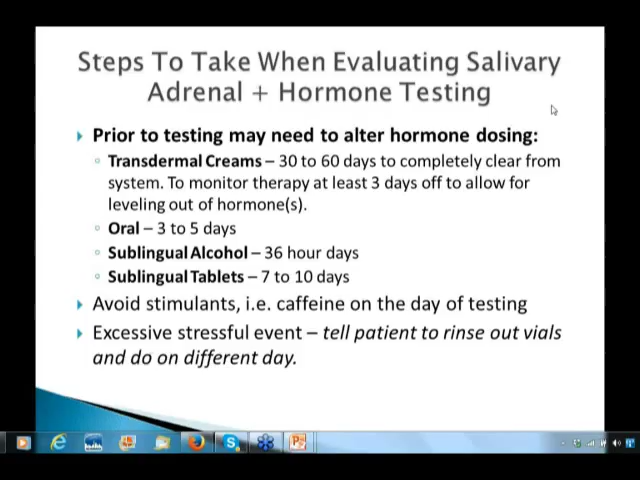 Steps To Take When Evaluating Salivary
Adrenal + Hormone Testing
Prior to testing may need to alter hormone dosing:
Transdermal Creams – 30 to 60 days to completely clear from
system. To monitor therapy at least 3 days off to allow for
leveling out of hormone(s).
Oral – 3 to 5 days
Sublingual Alcohol – 36 hour days
Sublingual Tablets – 7 to 10 days
Avoid stimulants, i.e. caffeine on the day of testing
Excessive stressful event – tell patient to rinse out vials
and do on different day.